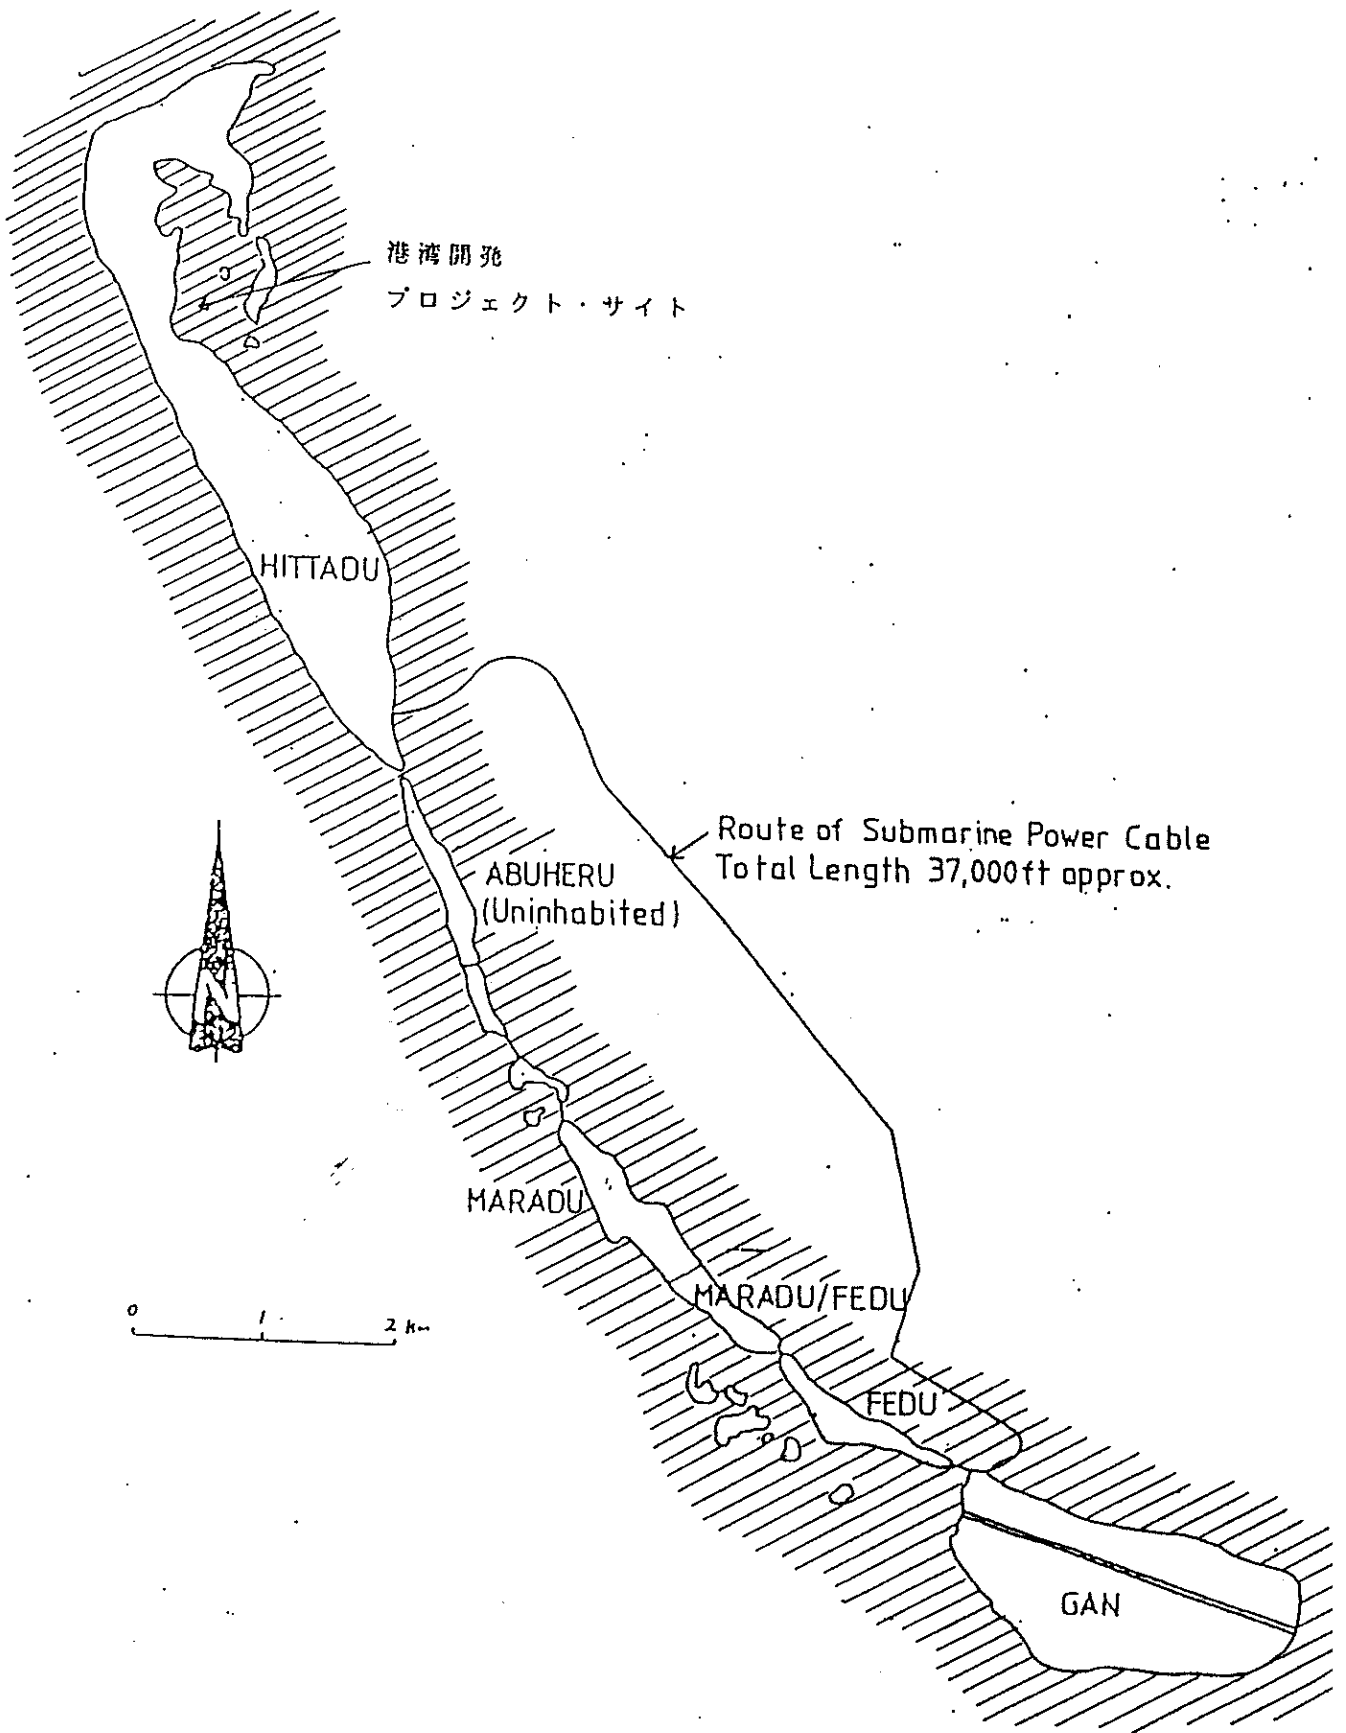 港湾開発
プロジェクト・サイト
HITTADU
Route of Submarine Power Cable
Total Length 37,000ft approx.
ABUHERU
(Uninhabited)
N
MARADU
MARADU/FEDU
0 1 2 km
FEDU
GAN